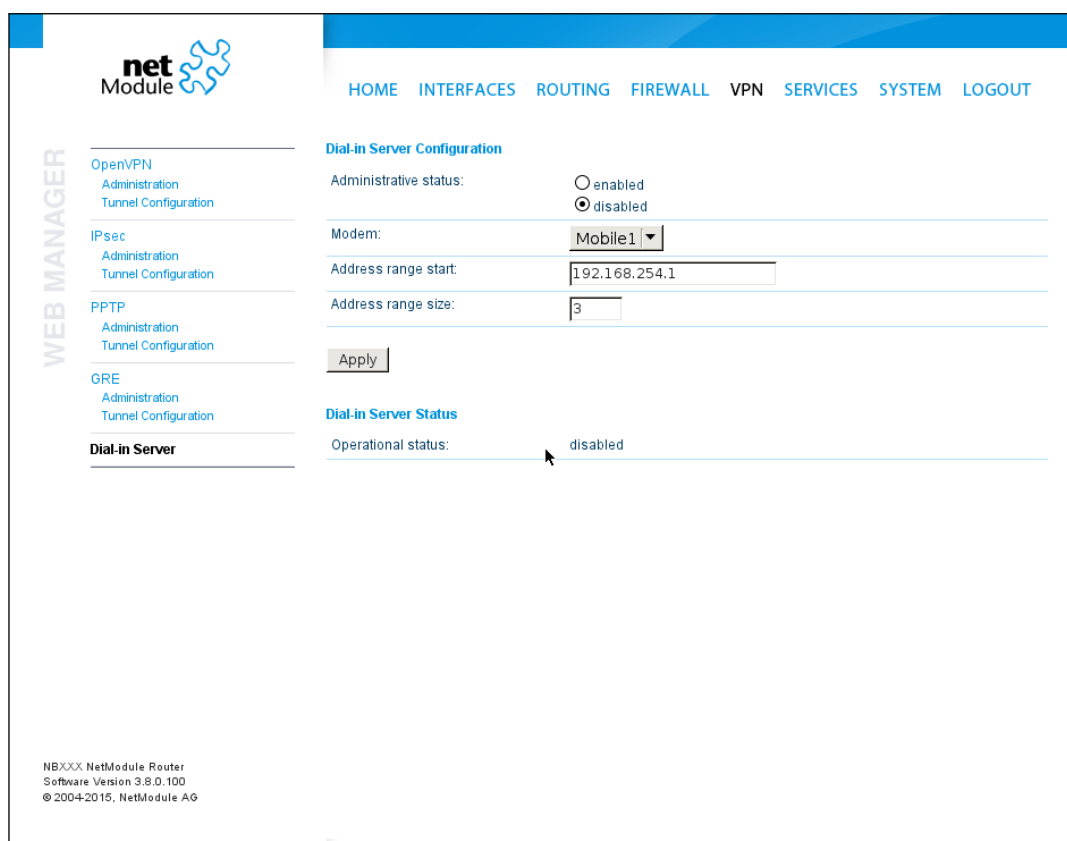 net
Module
HOME INTERFACES ROUTING FIREWALL VPN SERVICES SYSTEM LOGOUT
WEB MANAGER
OpenVPN
Administration
Tunnel Configuration
IPsec
Administration
Tunnel Configuration
PPTP
Administration
Tunnel Configuration
GRE
Administration
Tunnel Configuration
Dial-in Server
Dial-in Server Configuration
Administrative status:
enabled
disabled
Modem: Mobile1
Address range start: 192.168.254.1
Address range size: 3
Apply
Dial-in Server Status
Operational status: disabled
NBXXX NetModule Router
Software Version 3.8.0.100
© 2004-2015, NetModule AG